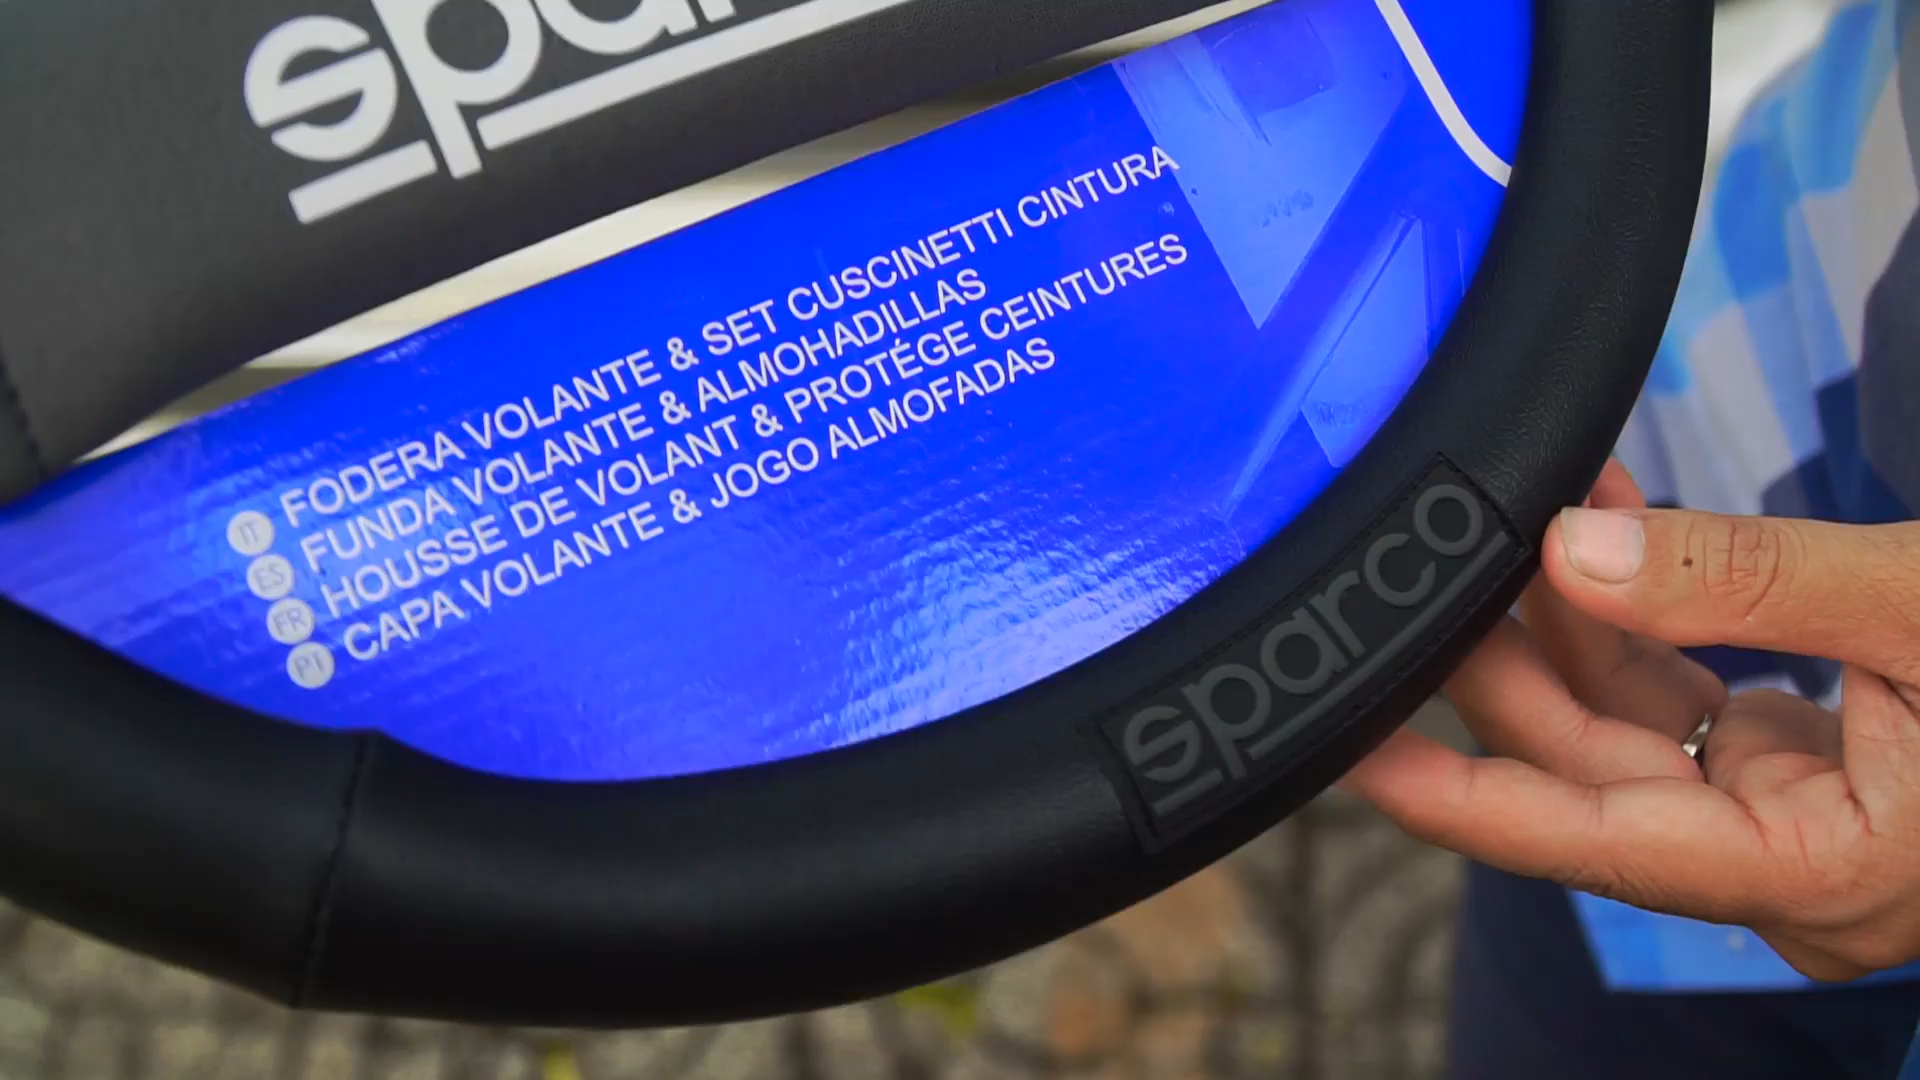 IT FODERA VOLANTE & SET CUSCINETTI CINTURA
ES FUNDA VOLANTE & ALMOHADILLAS
FR HOUSSE DE VOLANT & PROTÉGE CEINTURES
PT CAPA VOLANTE & JOGO ALMOFADAS
sparco